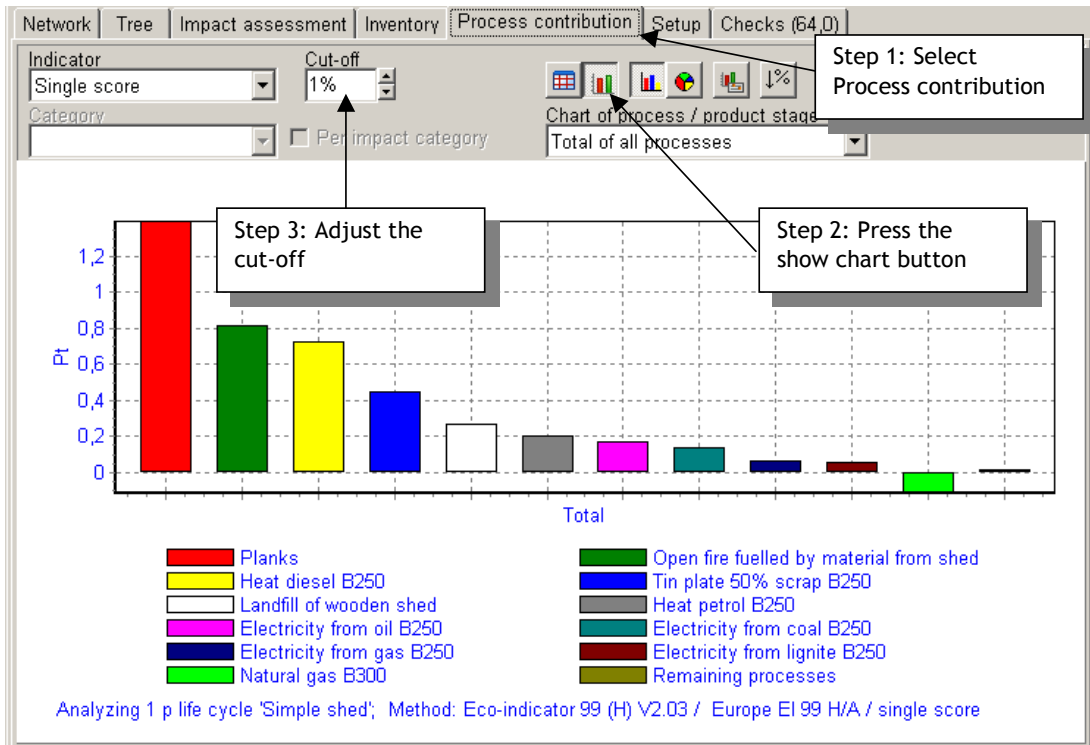 Network Tree Impact assessment Inventory Process contribution Setup Checks (64,0)
Step 1: Select
Process contribution
Indicator
Single score
Cut-off
1%
↓%
Category
Per impact category
Chart of process / product stage
Total of all processes
Step 3: Adjust the
cut-off
Step 2: Press the
show chart button
1,2
1
0,8
0,6
0,4
0,2
0
Pt
Total
Planks
Open fire fuelled by material from shed
Heat diesel B250
Tin plate 50% scrap B250
Landfill of wooden shed
Heat petrol B250
Electricity from oil B250
Electricity from coal B250
Electricity from gas B250
Electricity from lignite B250
Natural gas B300
Remaining processes
Analyzing 1 p life cycle 'Simple shed'; Method: Eco-indicator 99 (H) V2.03 / Europe EI 99 H/A / single score